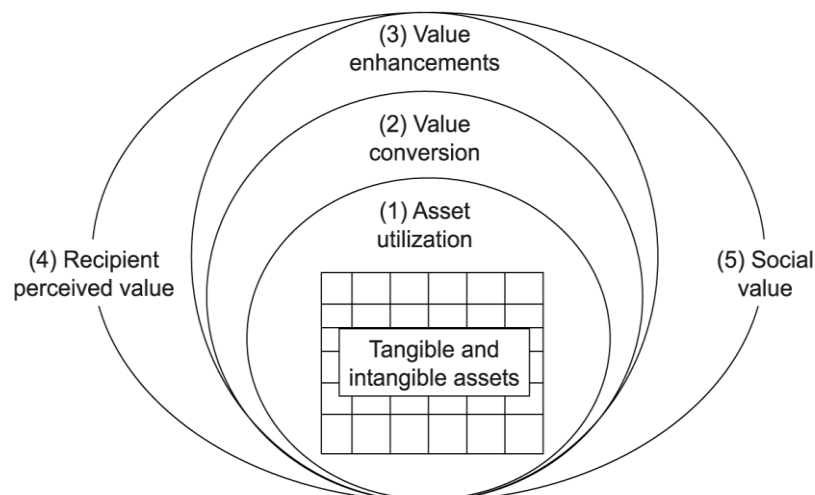 (3) Value
enhancements
(2) Value
conversion
(1) Asset
utilization
(4) Recipient
perceived value
(5) Social
value
Tangible and
intangible assets